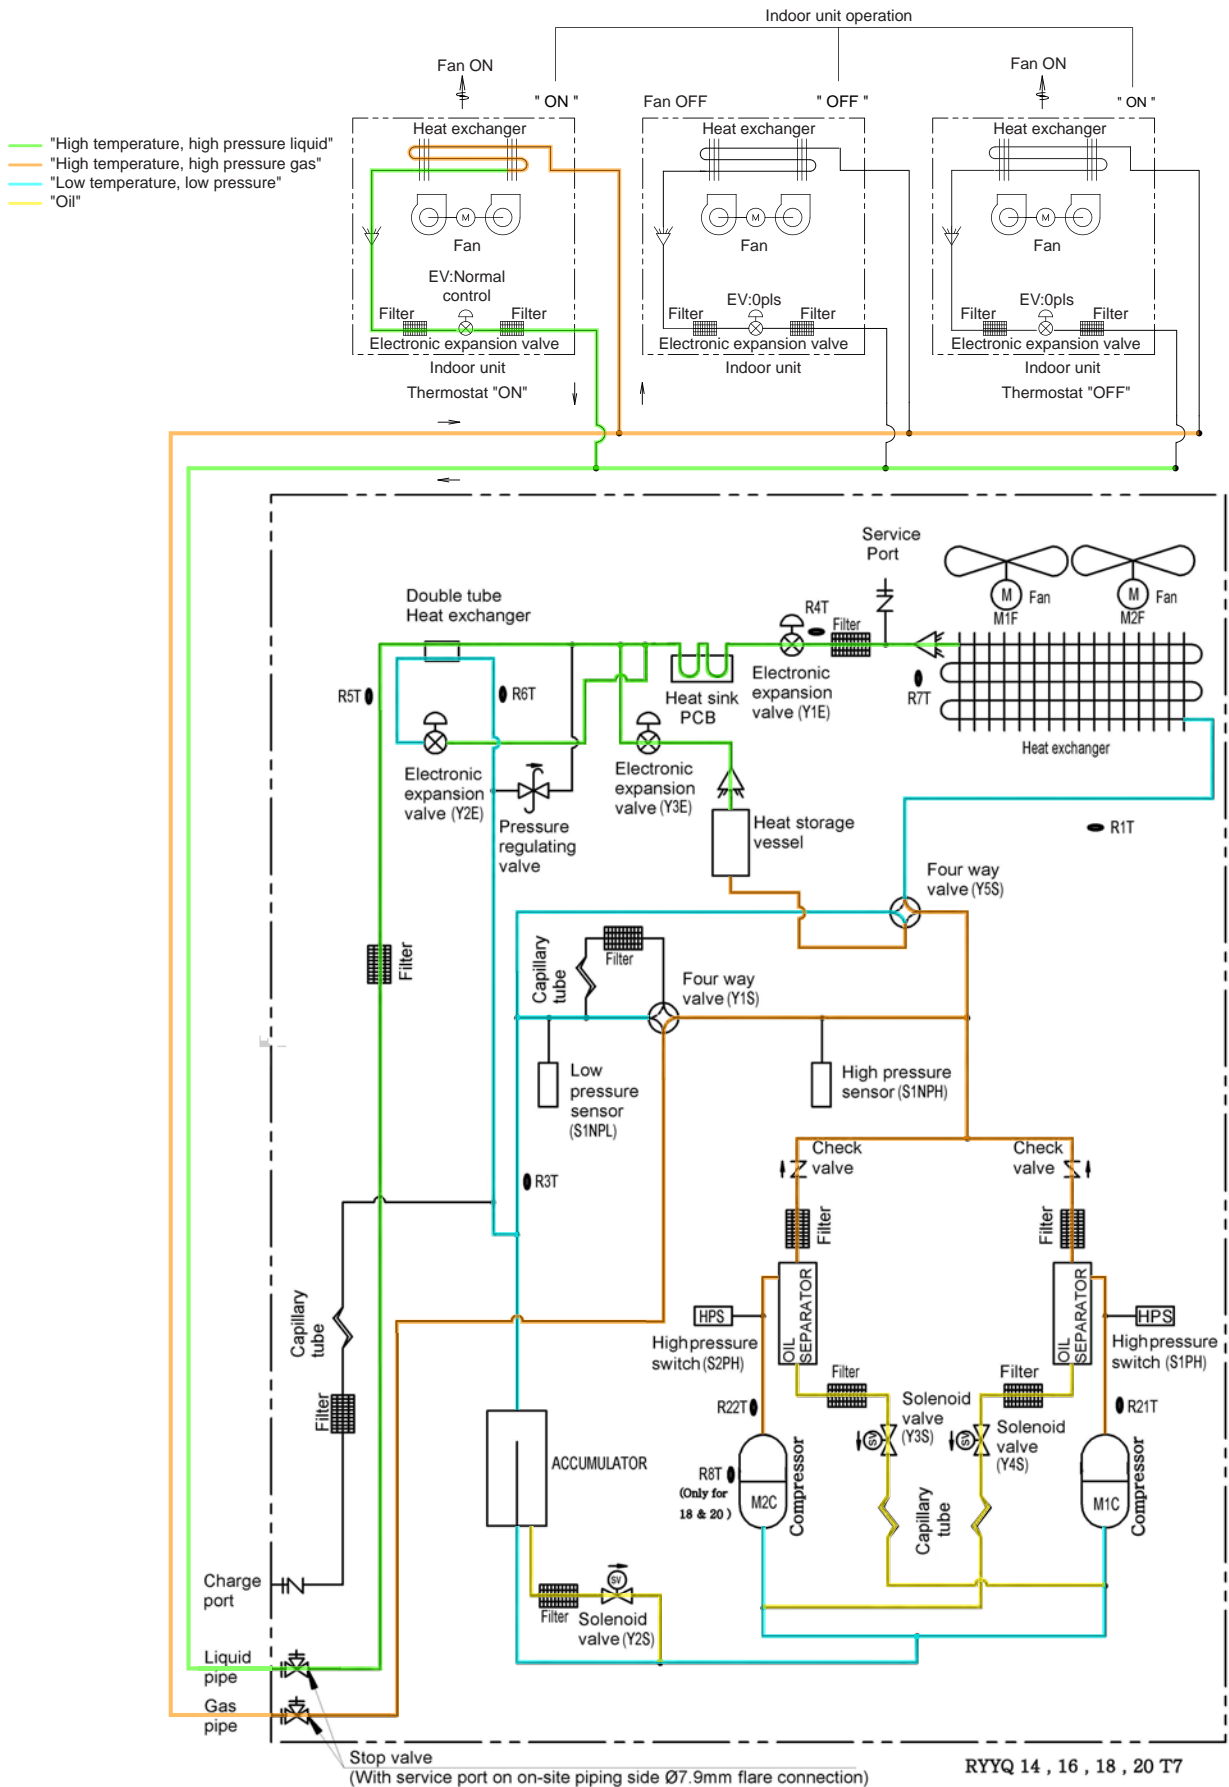 Indoor unit operation
Fan ON
" ON "
Fan OFF
" OFF "
Fan ON
" ON "
"High temperature, high pressure liquid"
"High temperature, high pressure gas"
"Low temperature, low pressure"
"Oil"
Heat exchanger
M
Fan
EV:Normal
control
Filter
Filter
Electronic expansion valve
Indoor unit
Thermostat "ON"
Heat exchanger
M
Fan
EV:0pls
Filter
Filter
Electronic expansion valve
Indoor unit
Heat exchanger
M
Fan
EV:0pls
Filter
Filter
Electronic expansion valve
Indoor unit
Thermostat "OFF"
Service
Port
M
Fan
M1F
M
Fan
M2F
Double tube
Heat exchanger
R4T
Filter
R5T
R6T
Heat sink
PCB
Electronic
expansion
valve (Y1E)
R7T
Heat exchanger
Electronic
expansion
valve (Y2E)
Electronic
expansion
valve (Y3E)
Pressure
regulating
valve
Heat storage
vessel
R1T
Four way
valve (Y5S)
Filter
Capillary
tube
Filter
Four way
valve (Y1S)
Low
pressure
sensor
(S1NPL)
High pressure
sensor (S1NPH)
Check
valve
Check
valve
R3T
Filter
Filter
OIL
SEPARATOR
OIL
SEPARATOR
HPS
High pressure
switch (S2PH)
HPS
High pressure
switch (S1PH)
Capillary
tube
Filter
Filter
Filter
R22T
R21T
Solenoid
valve
(Y3S)
SV
Solenoid
valve
(Y4S)
SV
ACCUMULATOR
R8T
(Only for
18 & 20 )
M2C
Compressor
M1C
Compressor
Capillary
tube
Charge
port
SV
Filter
Solenoid
valve (Y2S)
Liquid
pipe
Gas
pipe
Stop valve
(With service port on on-site piping side Ø7.9mm flare connection)
RYYQ 14 , 16 , 18 , 20 T7